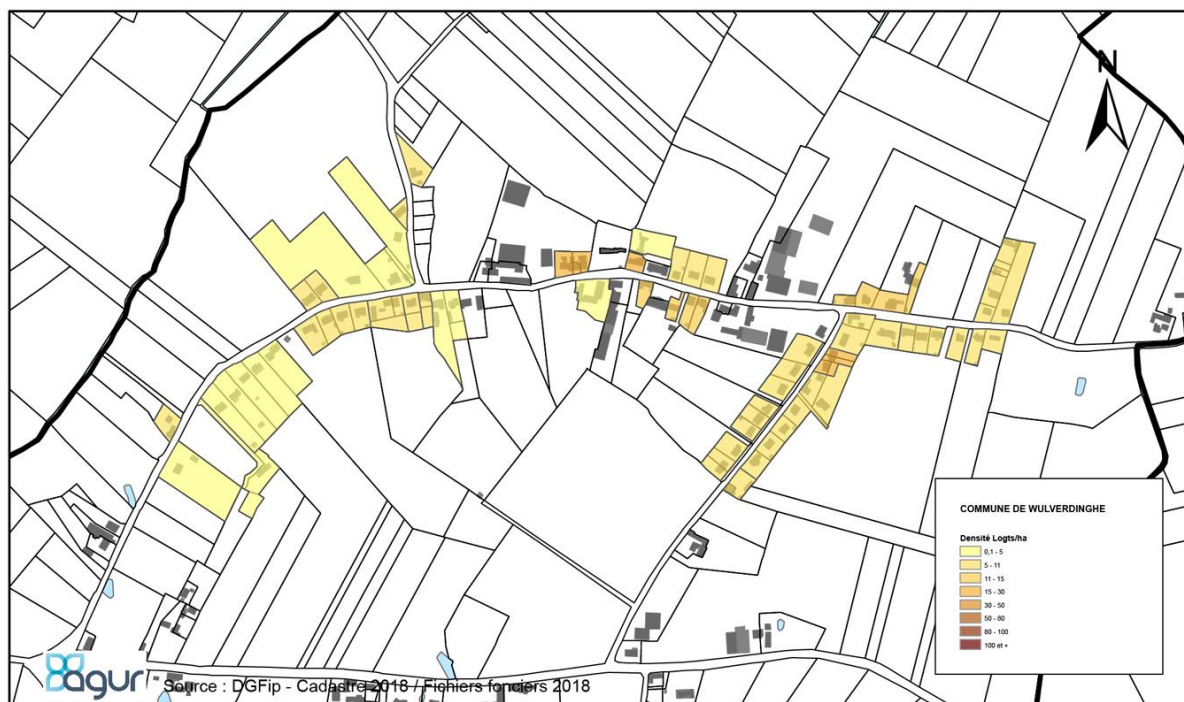 N
COMMUNE DE WULVERDINGHE
Densité Logts/ha
0,1 - 5
5 - 11
11 - 15
15 - 30
30 - 50
50 - 80
80 - 100
100 et +
agur
Source : DGFip - Cadastre 2018 / Fichiers fonciers 2018